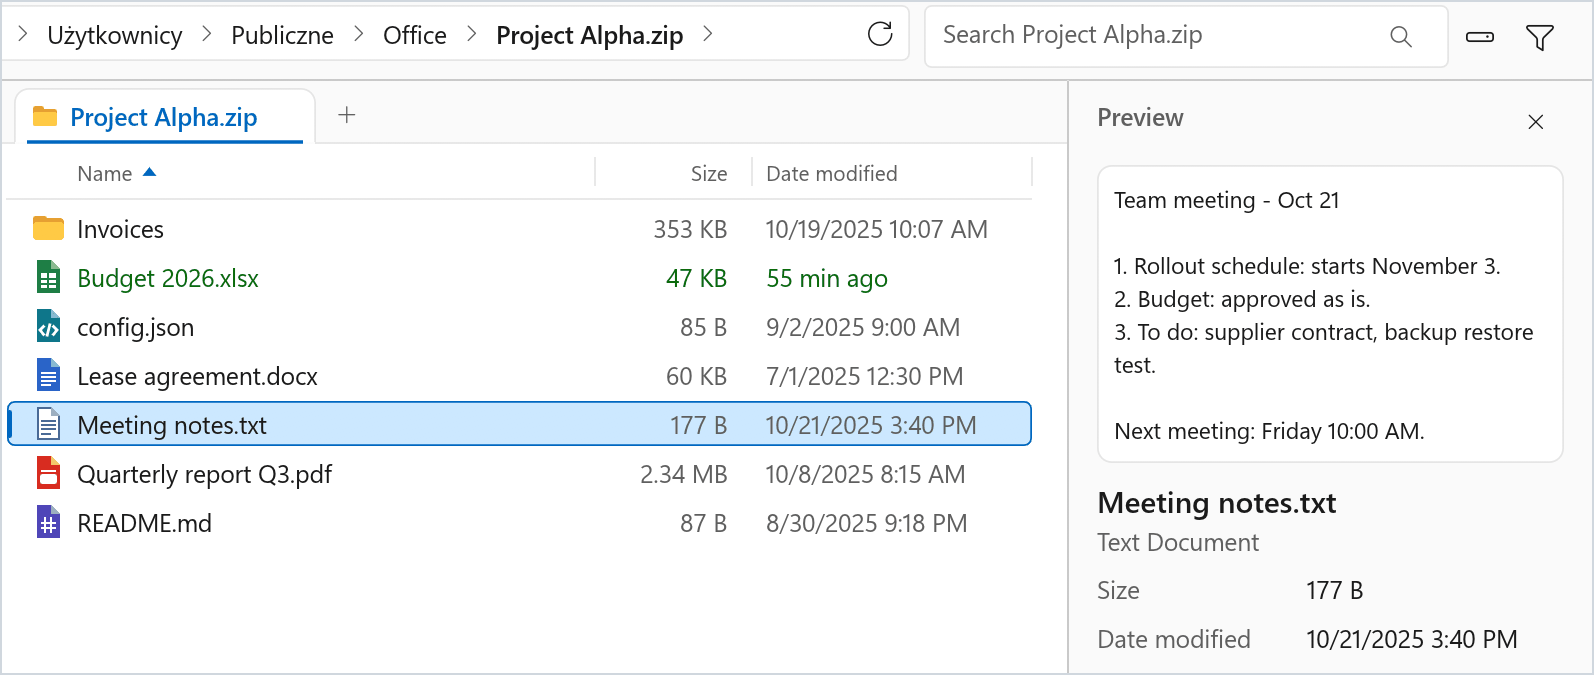 Użytkownicy Publiczne Office Project Alpha.zip
Search Project Alpha.zip
Project Alpha.zip
Name Size Date modified
Invoices 353 KB 10/19/2025 10:07 AM
Budget 2026.xlsx 47 KB 55 min ago
config.json 85 B 9/2/2025 9:00 AM
Lease agreement.docx 60 KB 7/1/2025 12:30 PM
Meeting notes.txt 177 B 10/21/2025 3:40 PM
Quarterly report Q3.pdf 2.34 MB 10/8/2025 8:15 AM
README.md 87 B 8/30/2025 9:18 PM
Preview
Team meeting - Oct 21
1. Rollout schedule: starts November 3.
2. Budget: approved as is.
3. To do: supplier contract, backup restore
test.
Next meeting: Friday 10:00 AM.
Meeting notes.txt
Text Document
Size 177 B
Date modified 10/21/2025 3:40 PM